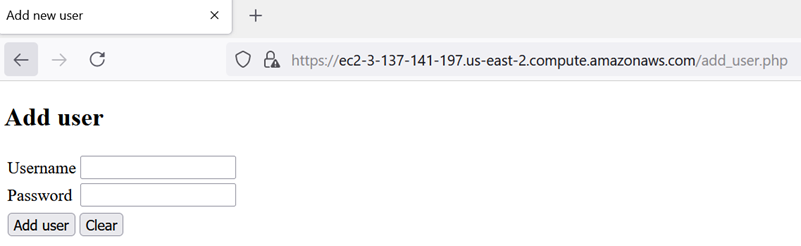 Add new user
https://ec2-3-137-141-197.us-east-2.compute.amazonaws.com/add_user.php
Add user
Username
Password
Add user Clear